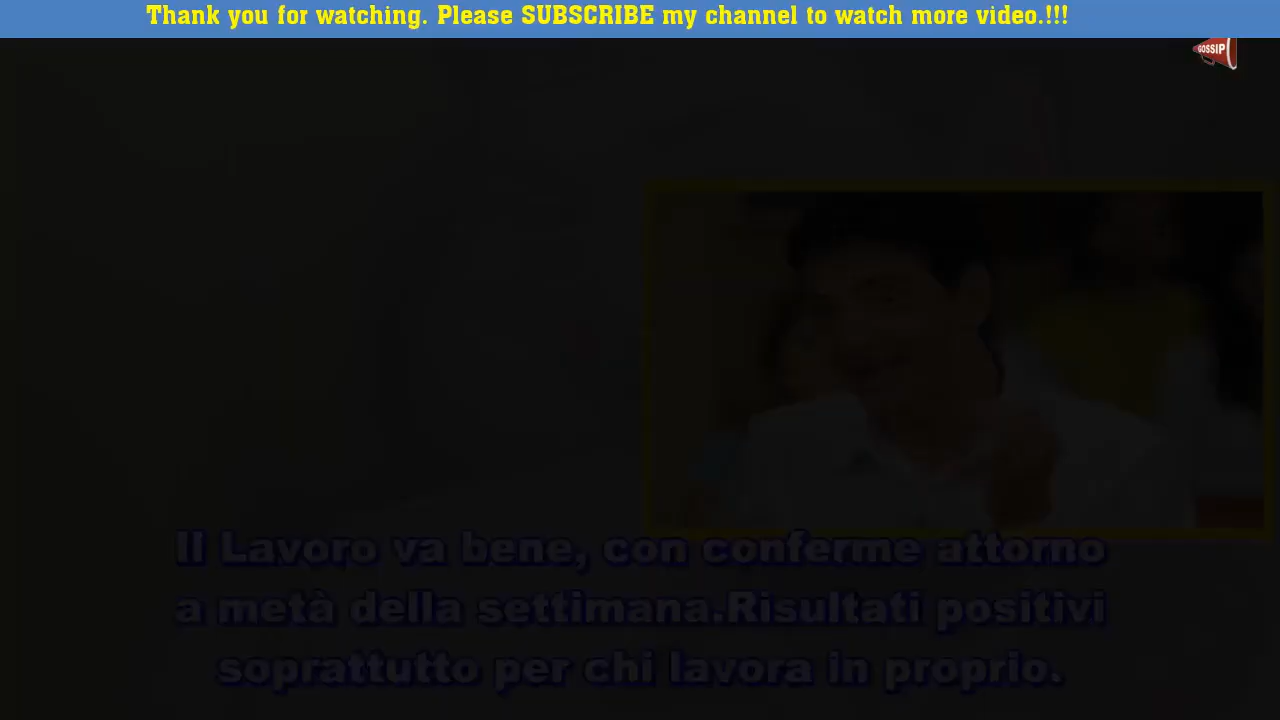 Thank you for watching. Please SUBSCRIBE my channel to watch more video.!!!
GOSSIP
Il Lavoro va bene, con conferme attorno
a metà della settimana.Risultati positivi
soprattutto per chi lavora in proprio.